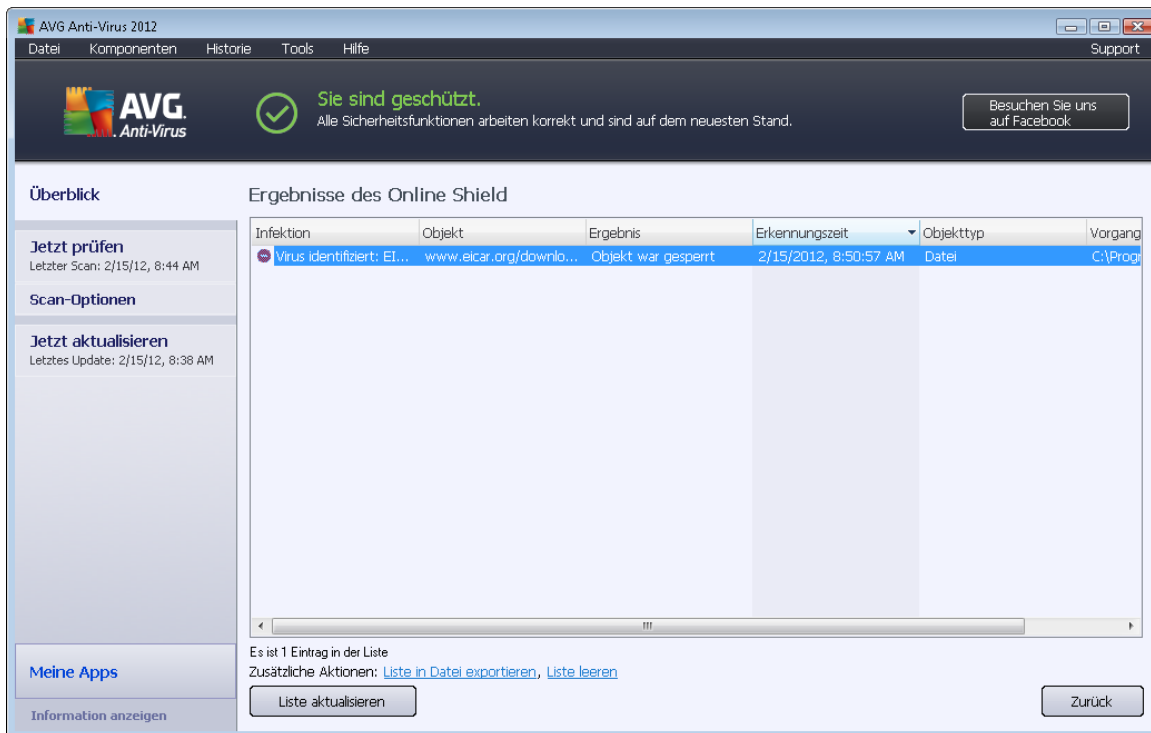 AVG Anti-Virus 2012
Datei Komponenten Historie Tools Hilfe Support
AVG.
Anti-Virus
Sie sind geschützt.
Alle Sicherheitsfunktionen arbeiten korrekt und sind auf dem neuesten Stand.
Besuchen Sie uns
auf Facebook
Überblick
Jetzt prüfen
Letzter Scan: 2/15/12, 8:44 AM
Scan-Optionen
Jetzt aktualisieren
Letztes Update: 2/15/12, 8:38 AM
Meine Apps
Information anzeigen
Ergebnisse des Online Shield
Infektion Objekt Ergebnis Erkennungszeit Objekttyp Vorgang
Virus identifiziert: EI... www.eicar.org/downlo... Objekt war gesperrt 2/15/2012, 8:50:57 AM Datei C:\Progr
Es ist 1 Eintrag in der Liste
Zusätzliche Aktionen: Liste in Datei exportieren, Liste leeren
Liste aktualisieren
Zurück